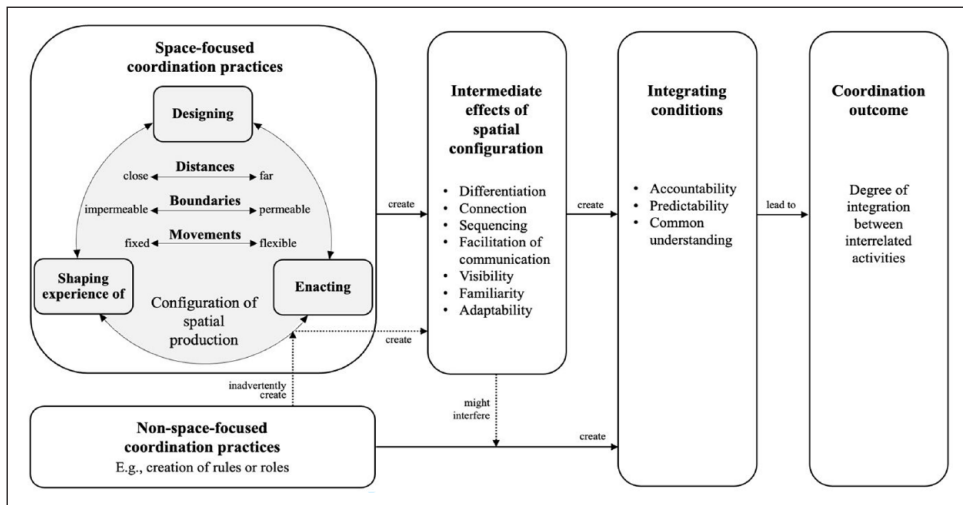 Space-focused
coordination practices
Designing
Distances
close far
Boundaries
impermeable permeable
Movements
fixed flexible
Shaping
experience of
Enacting
Configuration of
spatial
production
create
Intermediate
effects of
spatial
configuration
• Differentiation
• Connection
• Sequencing
• Facilitation of
communication
• Visibility
• Familiarity
• Adaptability
create
Integrating
conditions
• Accountability
• Predictability
• Common
understanding
lead to
Coordination
outcome
Degree of
integration
between
interrelated
activities
create
inadvertently
create
might
interfere
Non-space-focused
coordination practices
E.g., creation of rules or roles
create